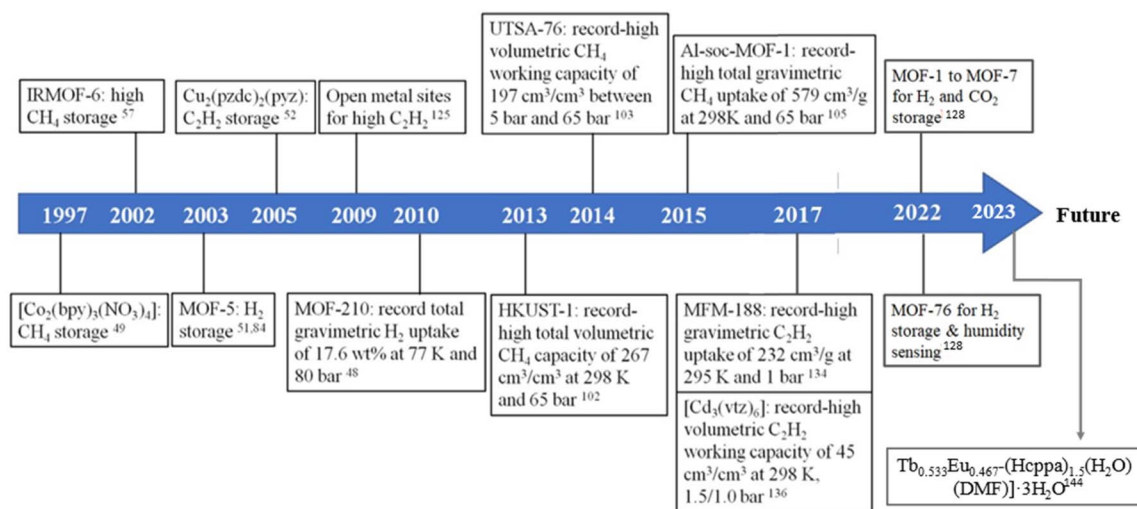 IRMOF-6: high
CH₄ storage ⁵⁷
Cu₂(pzdc)₂(pyz):
C₂H₂ storage ⁵²
Open metal sites
for high C₂H₂ ¹²⁵
UTSA-76: record-high
volumetric CH₄
working capacity of
197 cm³/cm³ between
5 bar and 65 bar ¹⁰³
Al-soc-MOF-1: record-
high total gravimetric
CH₄ uptake of 579 cm³/g
at 298K and 65 bar ¹⁰⁵
MOF-1 to MOF-7
for H₂ and CO₂
storage ¹²⁸
1997 2002 2003 2005 2009 2010 2013 2014 2015 2017 2022 2023 Future
[Co₂(bpy)₃(NO₃)₄]:
CH₄ storage ⁴⁹
MOF-5: H₂
storage ⁵¹,⁸⁴
MOF-210: record total
gravimetric H₂ uptake
of 17.6 wt% at 77 K and
80 bar ⁴⁸
HKUST-1: record-
high total volumetric
CH₄ capacity of 267
cm³/cm³ at 298 K
and 65 bar ¹⁰²
MFM-188: record-high
gravimetric C₂H₂
uptake of 232 cm³/g at
295 K and 1 bar ¹³⁴
[Cd₃(vtz)₆]: record-high
volumetric C₂H₂
working capacity of 45
cm³/cm³ at 298 K,
1.5/1.0 bar ¹³⁶
MOF-76 for H₂
storage & humidity
sensing¹²⁸
Tb₀.₅₃₃Eu₀.₄₆₇-(Hcppa)₁.₅(H₂O)
(DMF)]·3H₂O¹⁴⁴